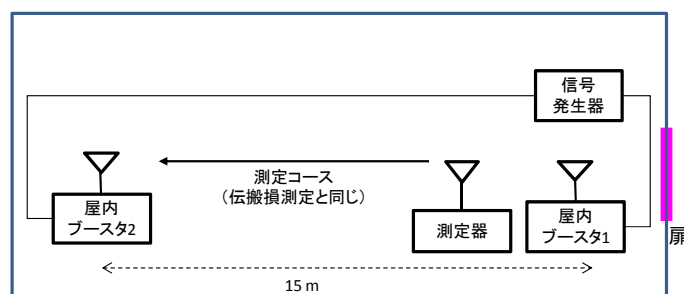 信号
発生器
測定コース
（伝搬損測定と同じ）
屋内
ブースタ2
測定器
屋内
ブースタ1
扉
15 m